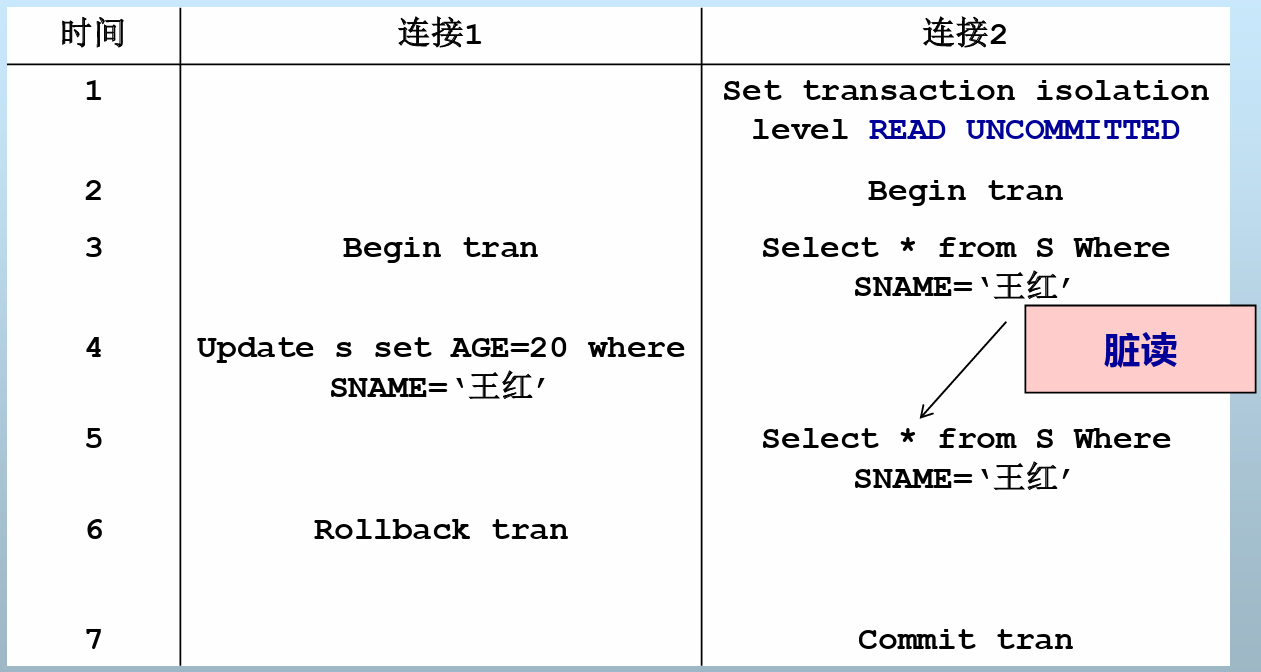 时间 连接1 连接2
1 Set transaction isolation
level READ UNCOMMITTED
2 Begin tran
3 Begin tran Select * from S Where
SNAME=‘王红’
4 Update s set AGE=20 where
SNAME=‘王红’
脏读
5 Select * from S Where
SNAME=‘王红’
6 Rollback tran
7 Commit tran